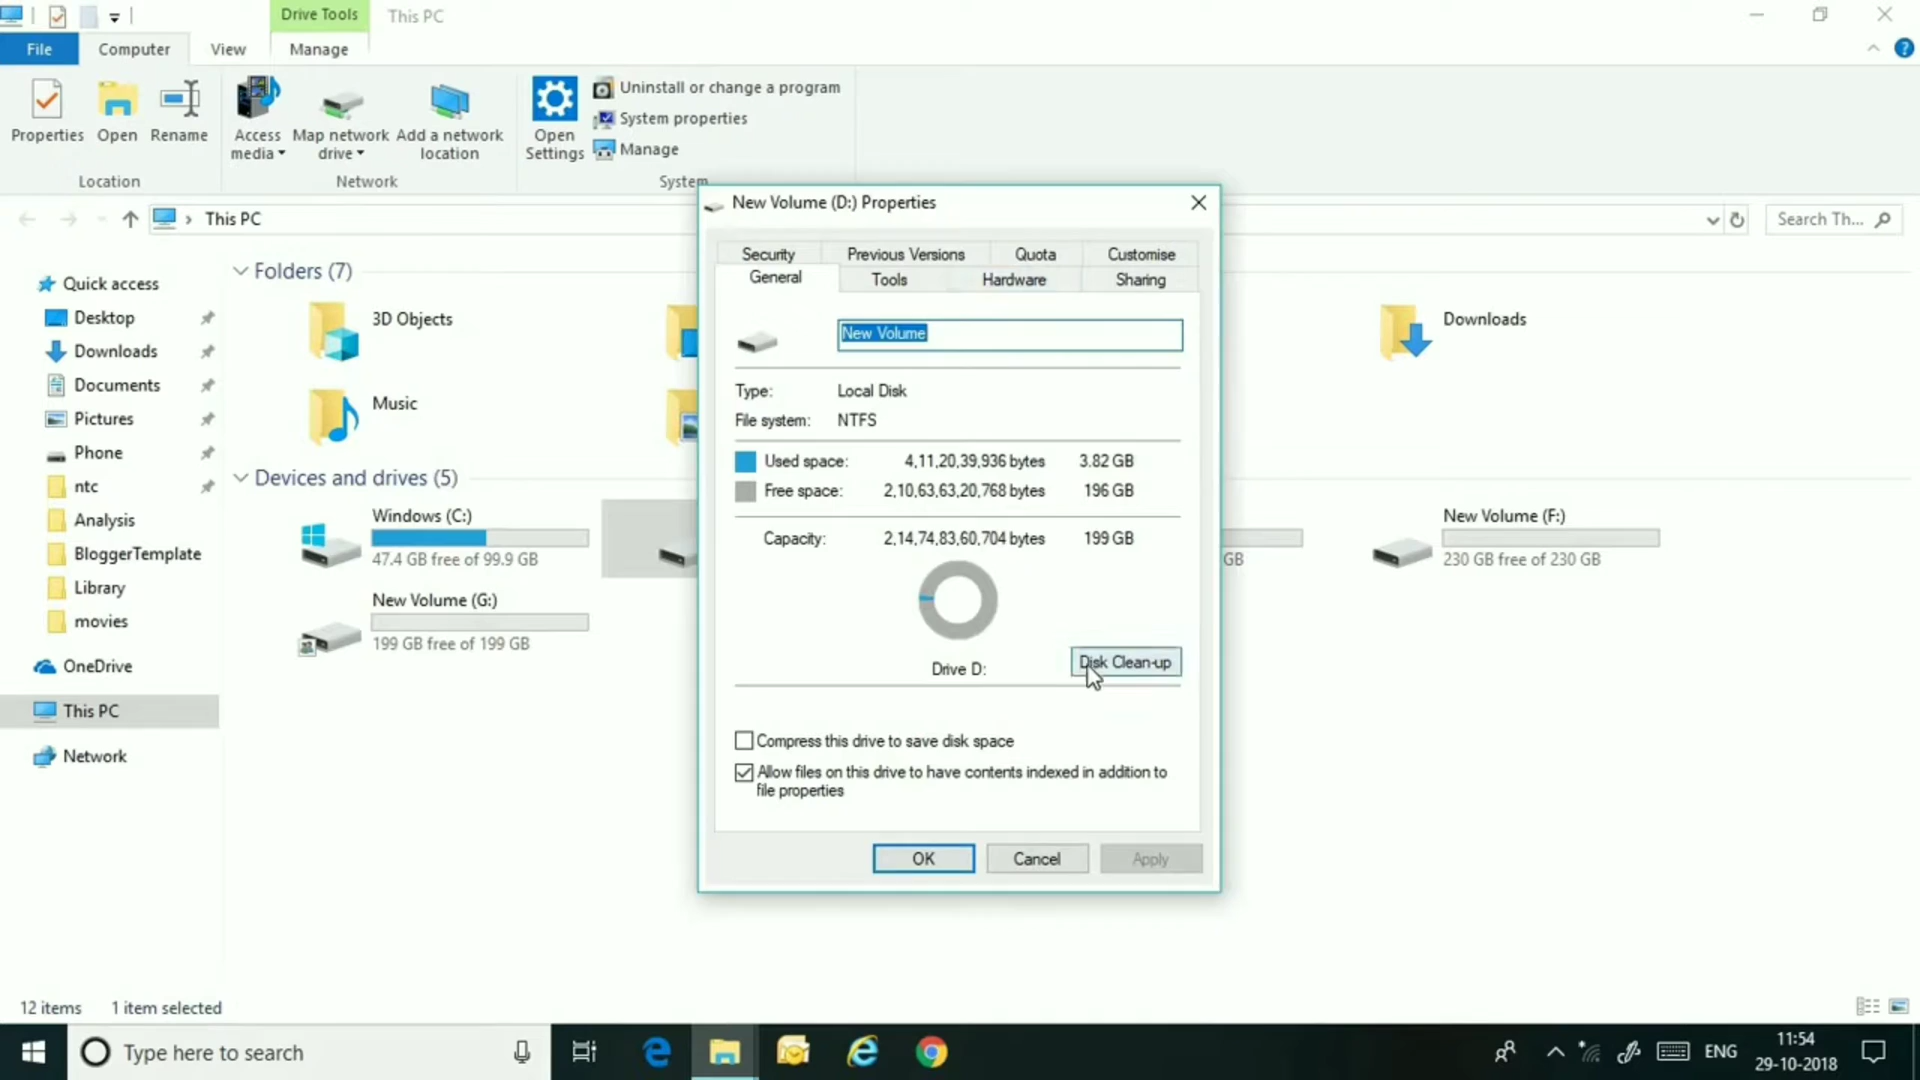 Drive Tools
This PC
File
Computer
View
Manage
Properties
Open
Rename
Access media
Map network drive
Add a network location
Open Settings
Uninstall or change a program
System properties
Manage
Location
Network
System
This PC
Search Th...
Quick access
Desktop
Downloads
Documents
Pictures
Phone
ntc
Analysis
BloggerTemplate
Library
movies
OneDrive
This PC
Network
Folders (7)
3D Objects
Downloads
Music
Devices and drives (5)
Windows (C:)
47.4 GB free of 99.9 GB
GB
New Volume (F:)
230 GB free of 230 GB
New Volume (G:)
199 GB free of 199 GB
New Volume (D:) Properties
Security
Previous Versions
Quota
Customise
General
Tools
Hardware
Sharing
New Volume
Type: Local Disk
File system: NTFS
Used space: 4,11,20,39,936 bytes 3.82 GB
Free space: 2,10,63,63,20,768 bytes 196 GB
Capacity: 2,14,74,83,60,704 bytes 199 GB
Drive D:
Disk Clean-up
Compress this drive to save disk space
Allow files on this drive to have contents indexed in addition to
file properties
OK
Cancel
Apply
12 items
1 item selected
Type here to search
ENG
11:54
29-10-2018